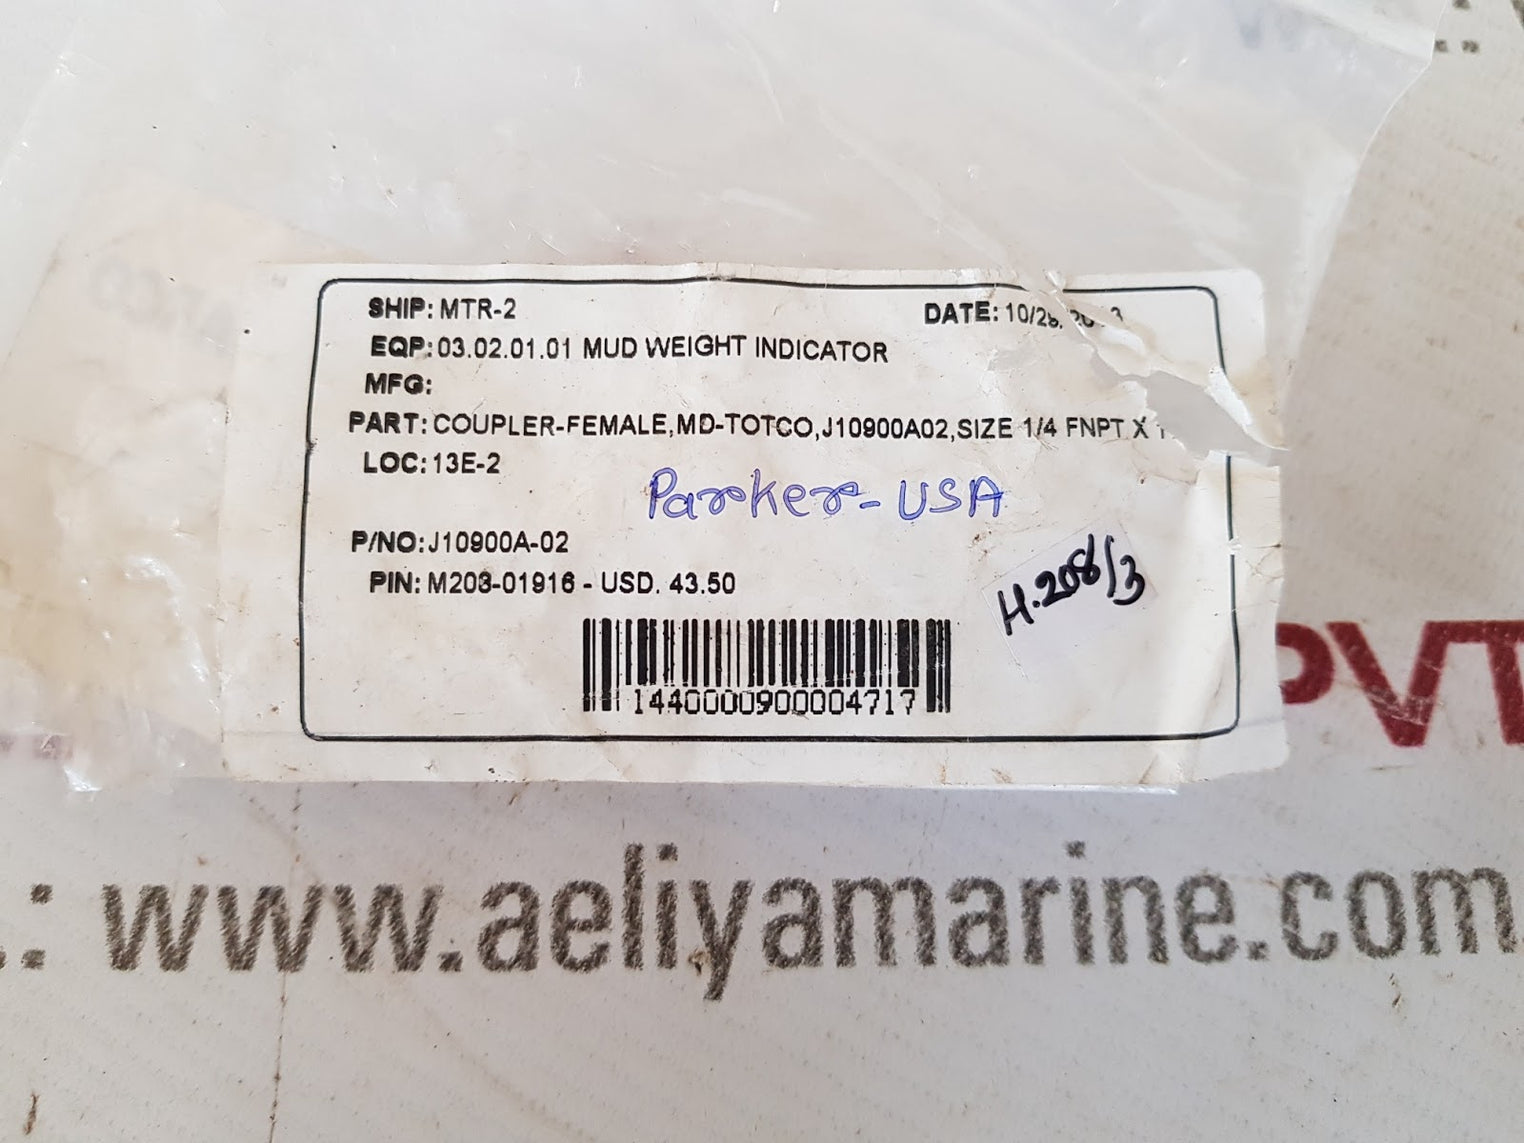 SHIP: MTR-2
DATE: 10/29/
EQP: 03.02.01.01 MUD WEIGHT INDICATOR
MFG:
PART: COUPLER-FEMALE,MD-TOTCO,J10900A02,SIZE 1/4 FNPT X
LOC: 13E-2
Parker-USA
P/NO: J10900A-02
H.208/3
PIN: M203-01916 - USD. 43.50
1440000900004717
PVT
www.aeliyamarine.com